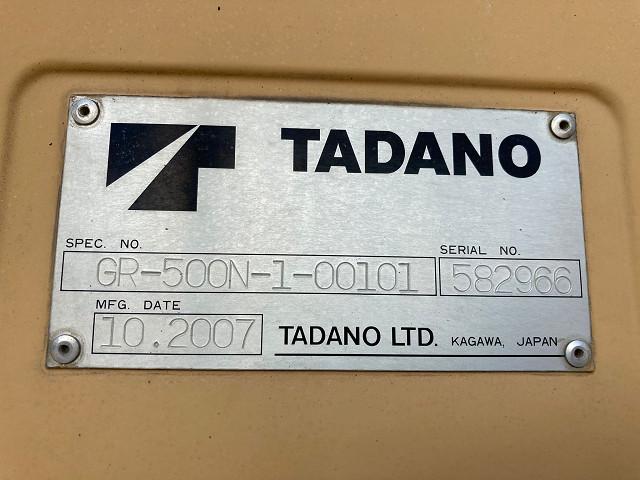 TADANO
SPEC. NO.
GR-500N-1-00101
SERIAL NO.
582966
MFG. DATE
10.2007
TADANO LTD. KAGAWA, JAPAN